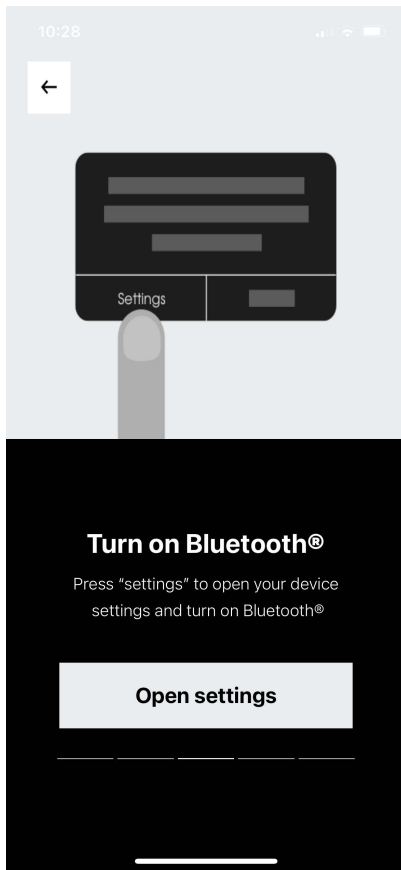 10:28
Settings
Turn on Bluetooth®
Press “settings” to open your device
settings and turn on Bluetooth®
Open settings